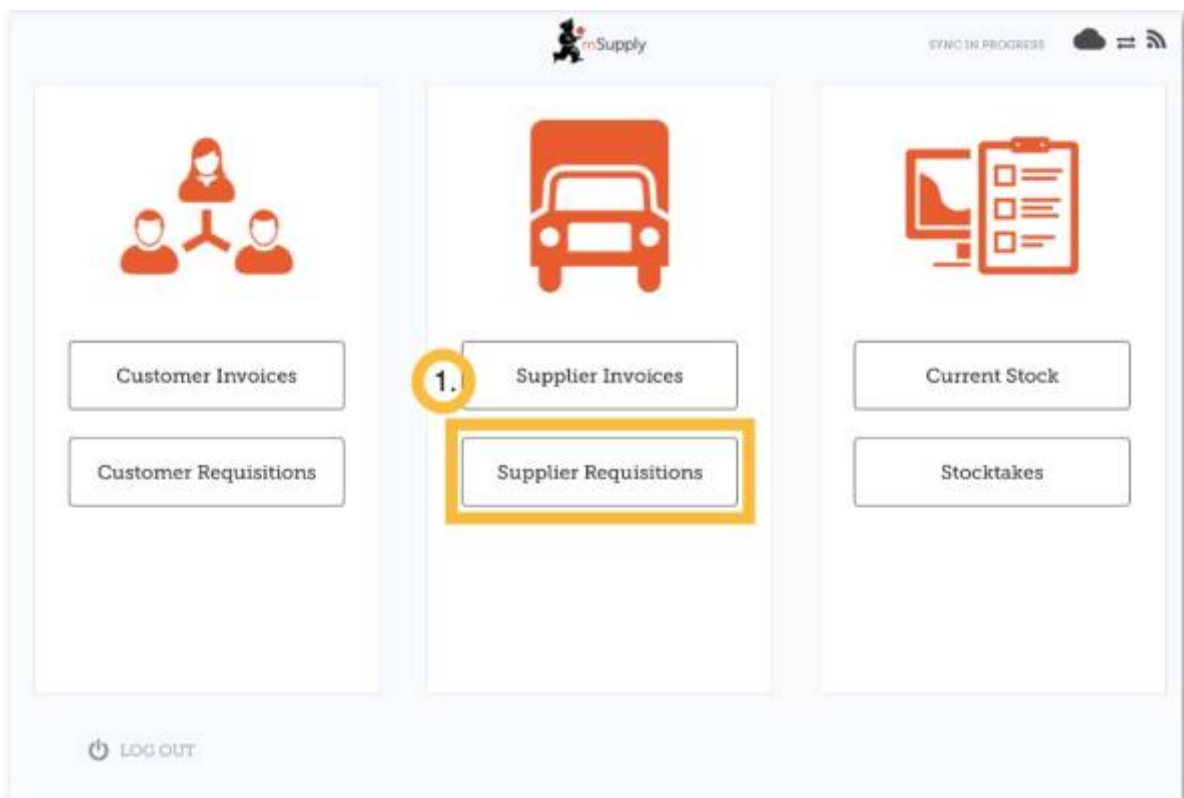 mSupply
SYNC IN PROGRESS
Customer Invoices
1.
Supplier Invoices
Current Stock
Customer Requisitions
Supplier Requisitions
Stocktakes
LOG OUT